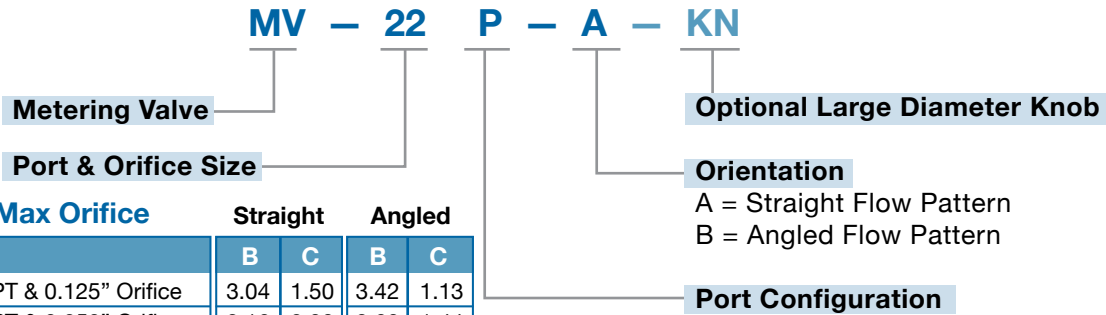 MV – 22 P – A – KN
Metering Valve
Optional Large Diameter Knob
Port & Orifice Size
Orientation
A = Straight Flow Pattern
B = Angled Flow Pattern
Max Orifice Straight Angled
B C B C
PT & 0.125” Orifice 3.04 1.50 3.42 1.13
Port Configuration